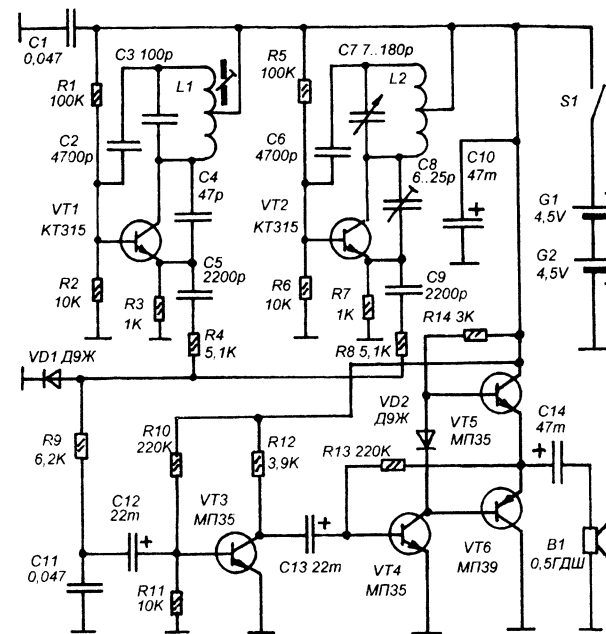 C1
0,047
C3 100p
L1
R1
100K
C2
4700p
C4
47p
VT1
КТ315
C5
2200p
R2
10K
R3
1K
R4
5,1K
R5
100K
C7 7..180p
L2
C6
4700p
C8
6..25p
VT2
КТ315
C9
2200p
R6
10K
R7
1K
R8 5,1K
C10
47m
S1
G1
4,5V
G2
4,5V
R14 3K
VD1 Д9Ж
VD2
Д9Ж
VT5
МП35
C14
47m
R9
6,2K
R10
220K
R12
3,9K
R13 220K
C12
22m
VT3
МП35
C13 22m
VT4
МП35
VT6
МП39
B1
0,5ГДШ
C11
0,047
R11
10K